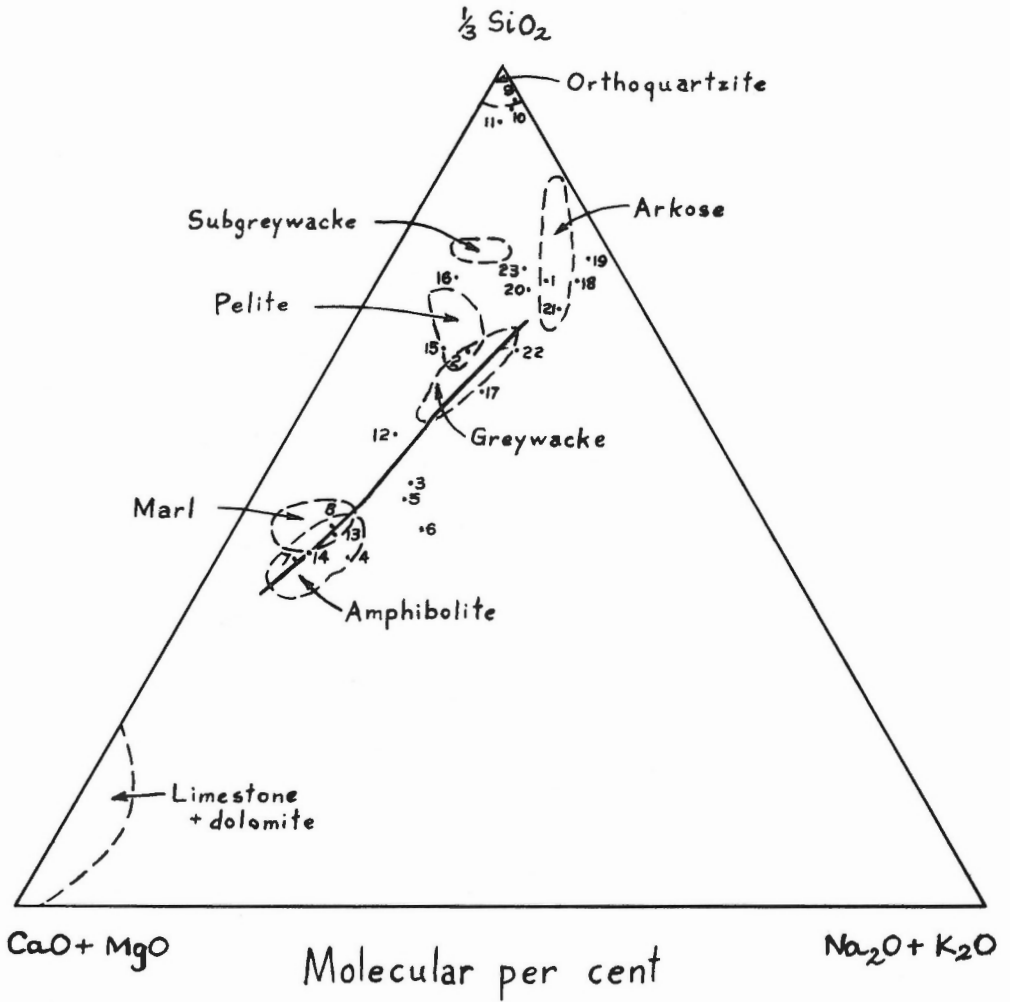 ⅓ SiO₂
Orthoquartzite
9
10
11
Arkose
Subgreywacke
19
23
16
1
18
20
Pelite
21
15
2
22
17
12
Greywacke
3
5
Marl
8
6
13
7
14
4
Amphibolite
Limestone
+ dolomite
CaO + MgO
Na₂O + K₂O
Molecular per cent